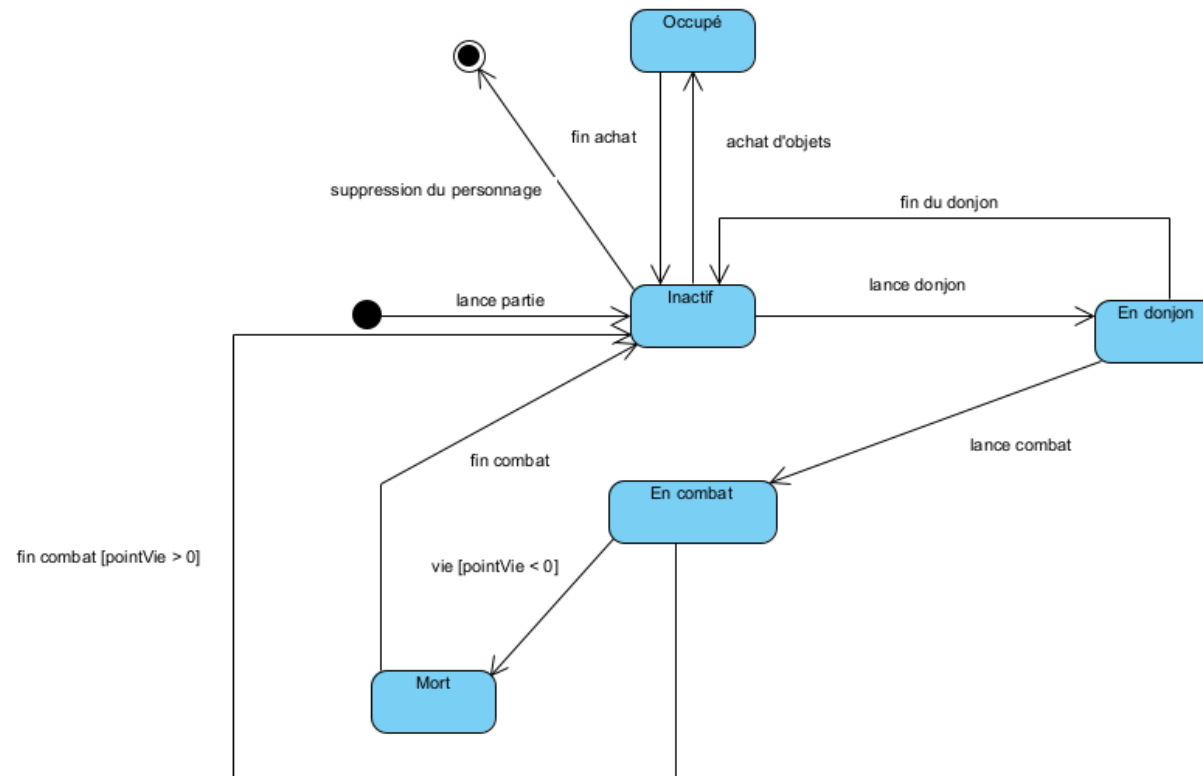 Occupé
fin achat
achat d'objets
suppression du personnage
fin du donjon
lance partie
Inactif
lance donjon
En donjon
lance combat
fin combat
En combat
fin combat [pointVie > 0]
vie [pointVie < 0]
Mort